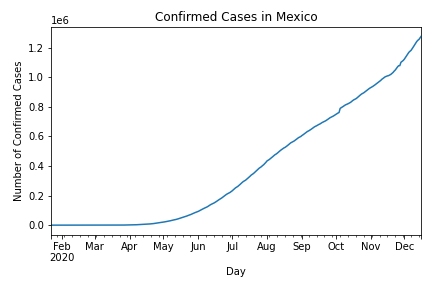 Confirmed Cases in Mexico
1e6
1.2
1.0
0.8
0.6
0.4
0.2
0.0
Number of Confirmed Cases
Feb Mar Apr May Jun Jul Aug Sep Oct Nov Dec
2020
Day